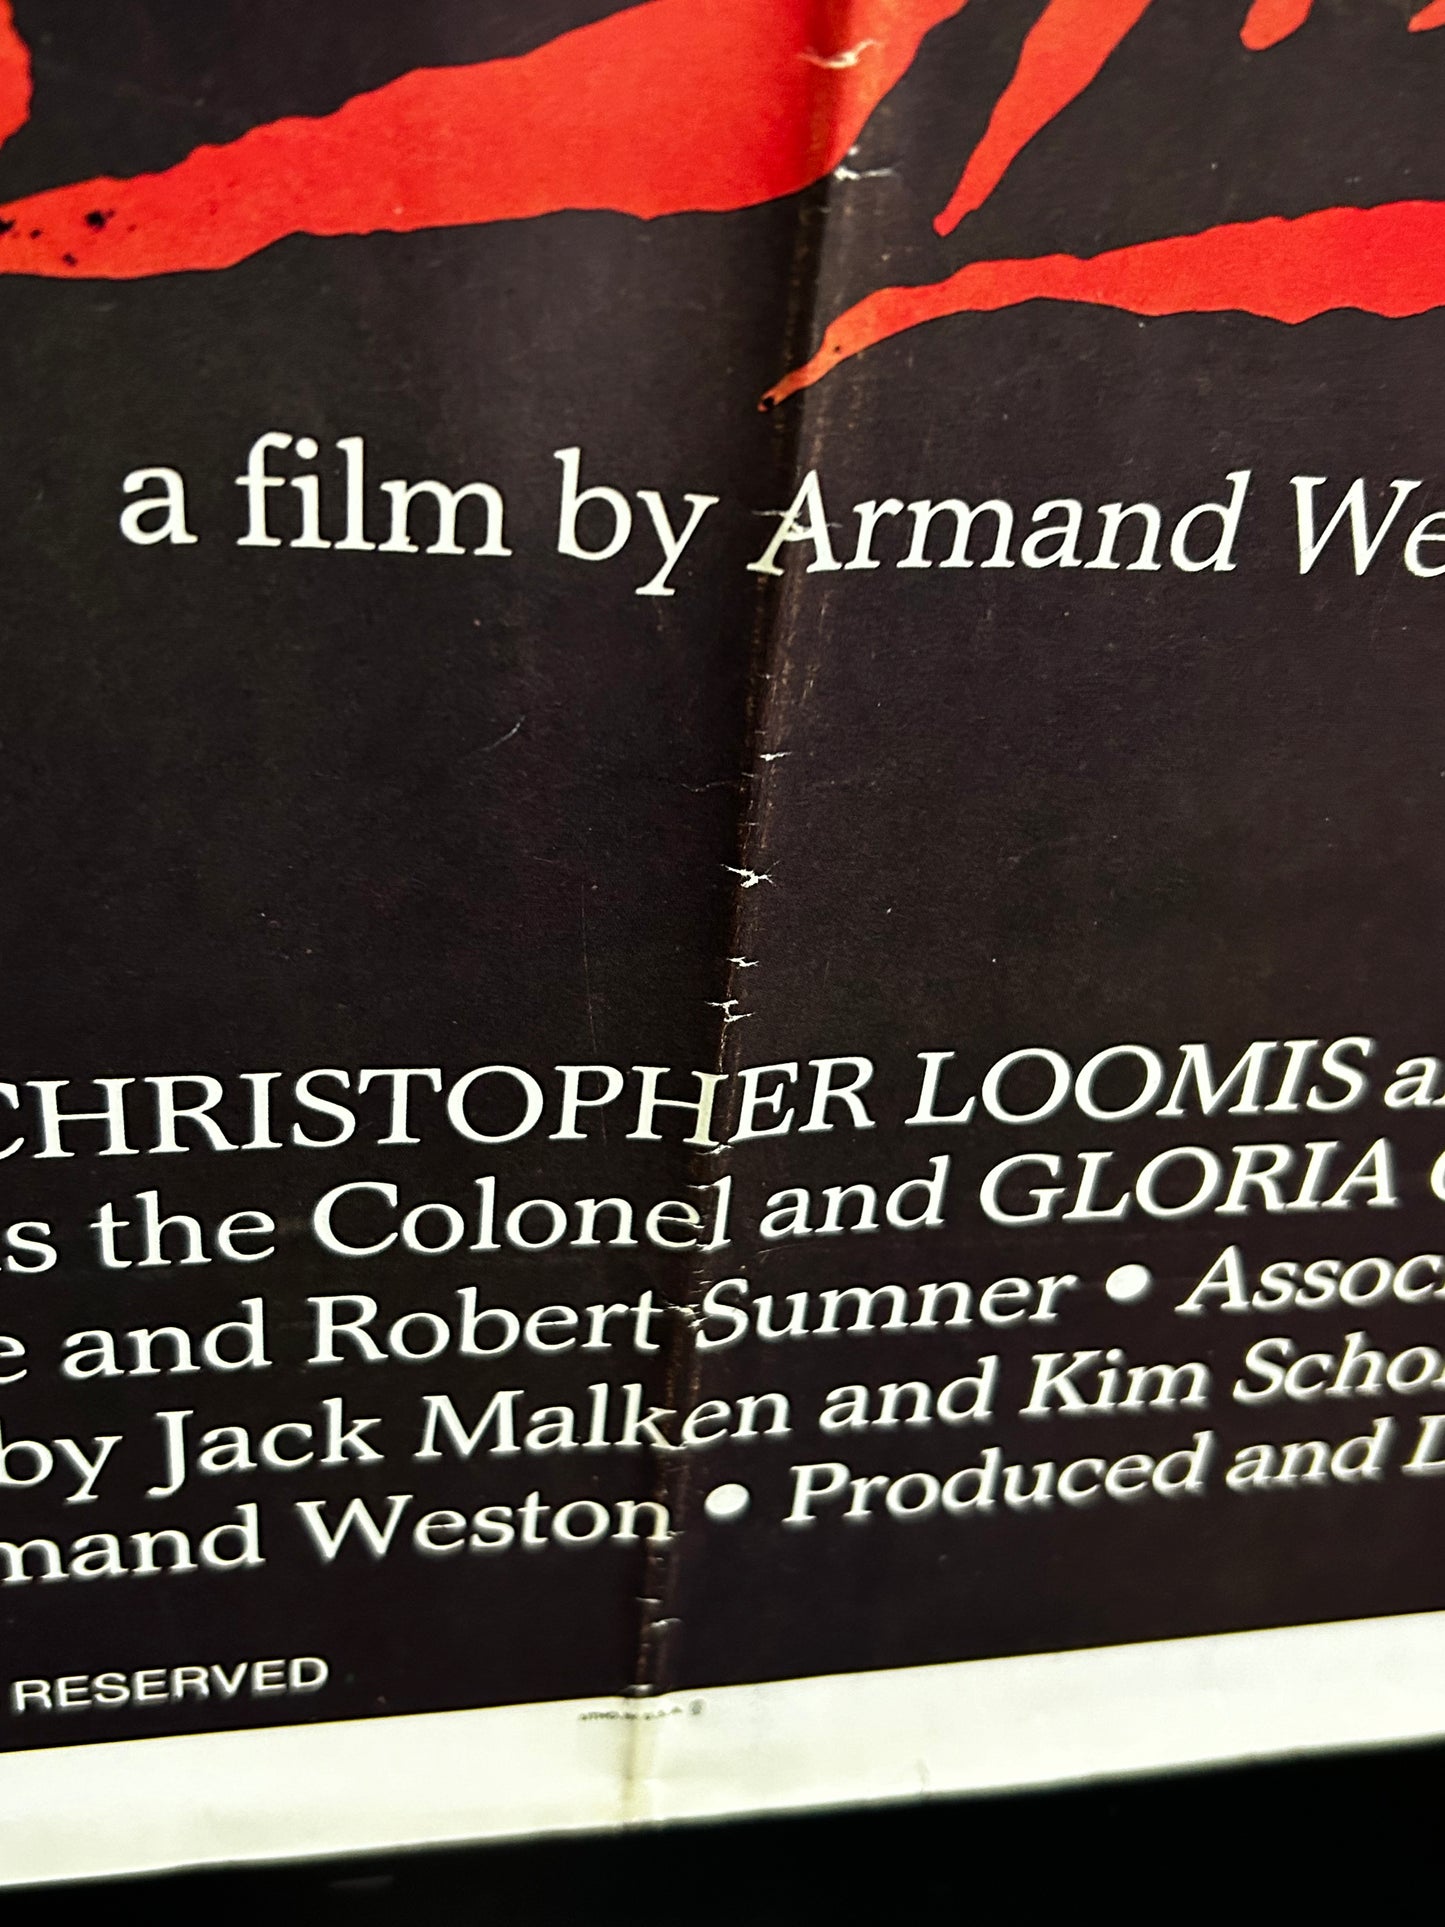 a film by Armand We
CHRISTOPHER LOOMIS a
s the Colonel and GLORIA
e and Robert Sumner • Assoc
by Jack Malken and Kim Scho
mand Weston • Produced and
RESERVED